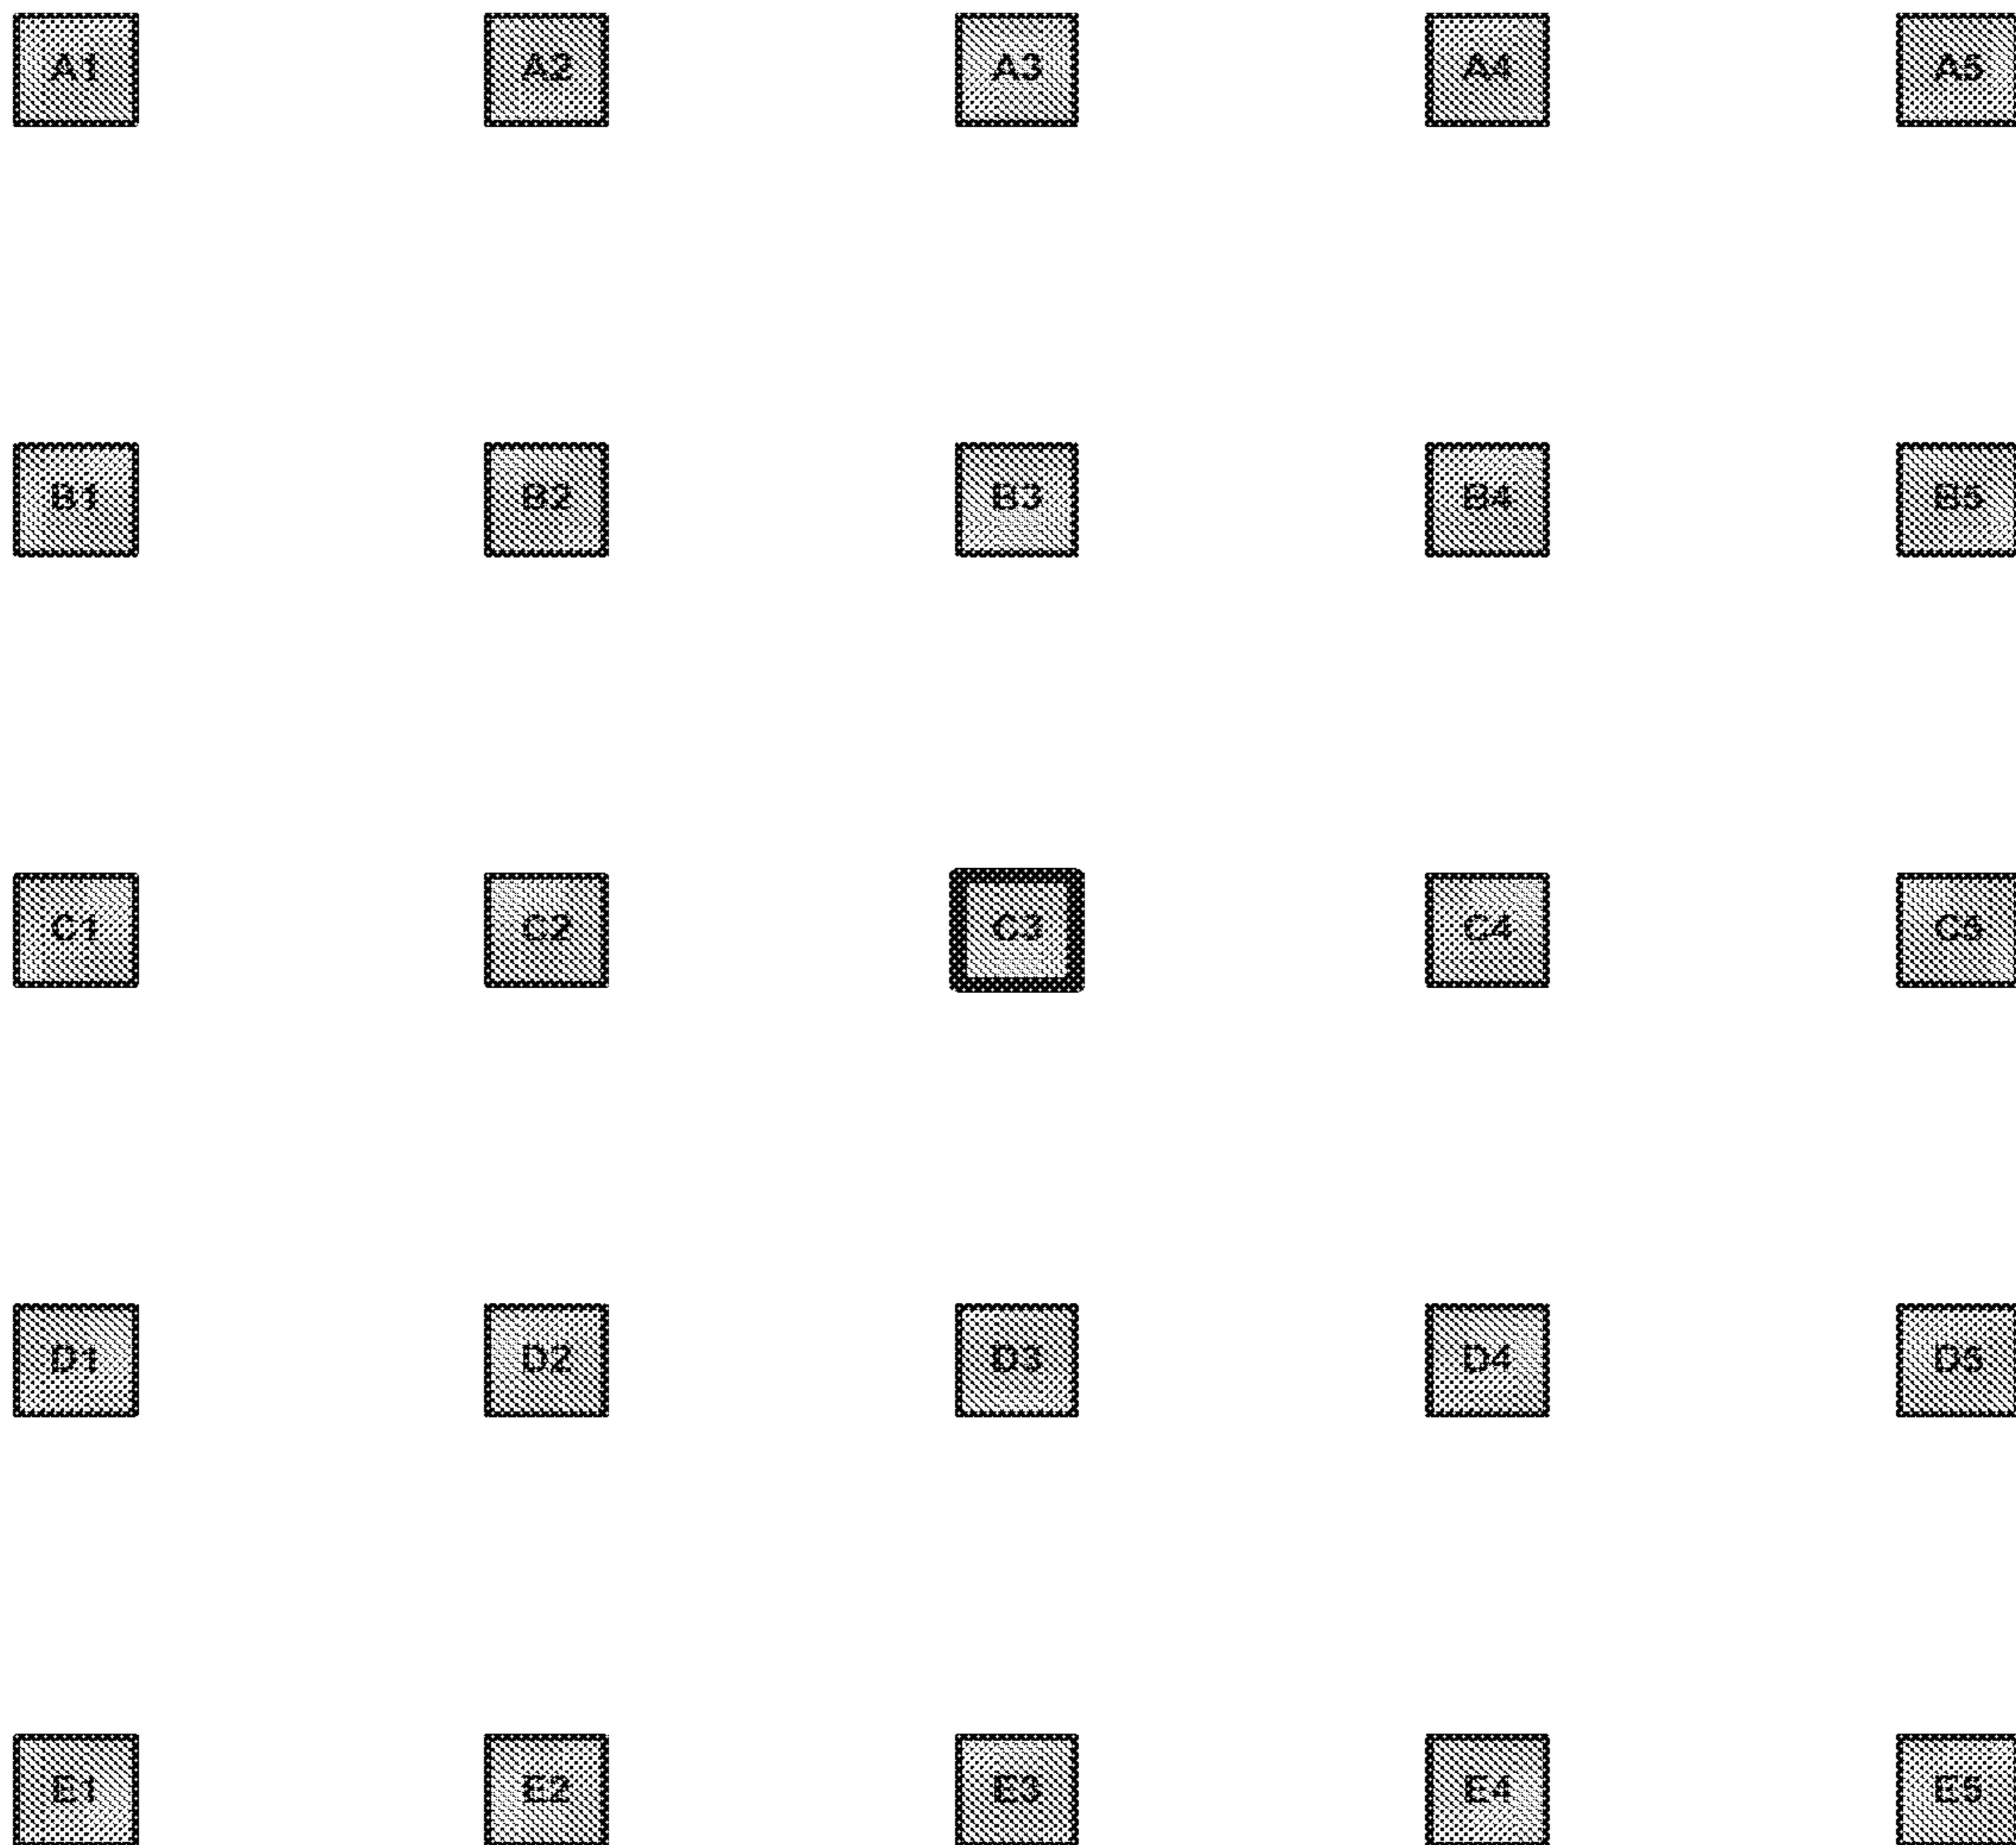 A1 A2 A3 A4 A5
B1 B2 B3 B4 B5
C1 C2 C3 C4 C5
D1 D2 D3 D4 D5
E1 E2 E3 E4 E5